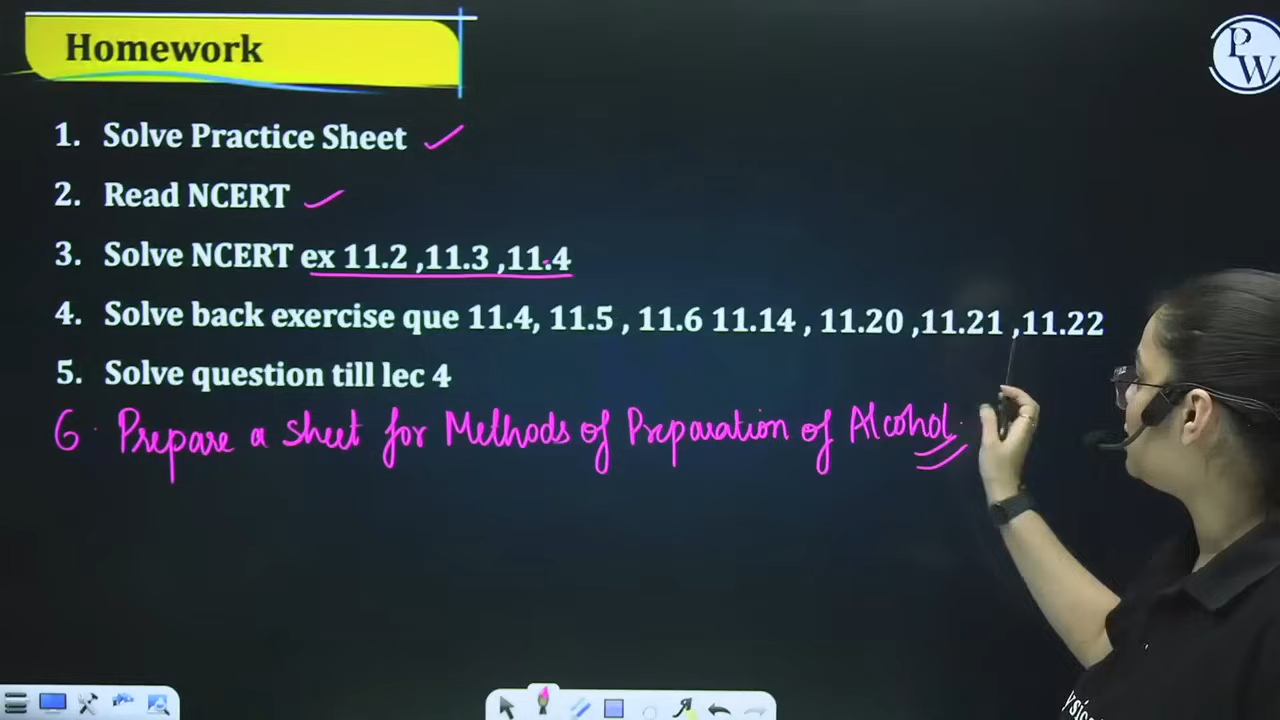 Homework
PW
1. Solve Practice Sheet
2. Read NCERT
3. Solve NCERT ex 11.2 ,11.3 ,11.4
4. Solve back exercise que 11.4, 11.5 , 11.6 11.14 , 11.20 ,11.21 ,11.22
5. Solve question till lec 4
6. Prepare a sheet for Methods of Preparation of Alcohol.